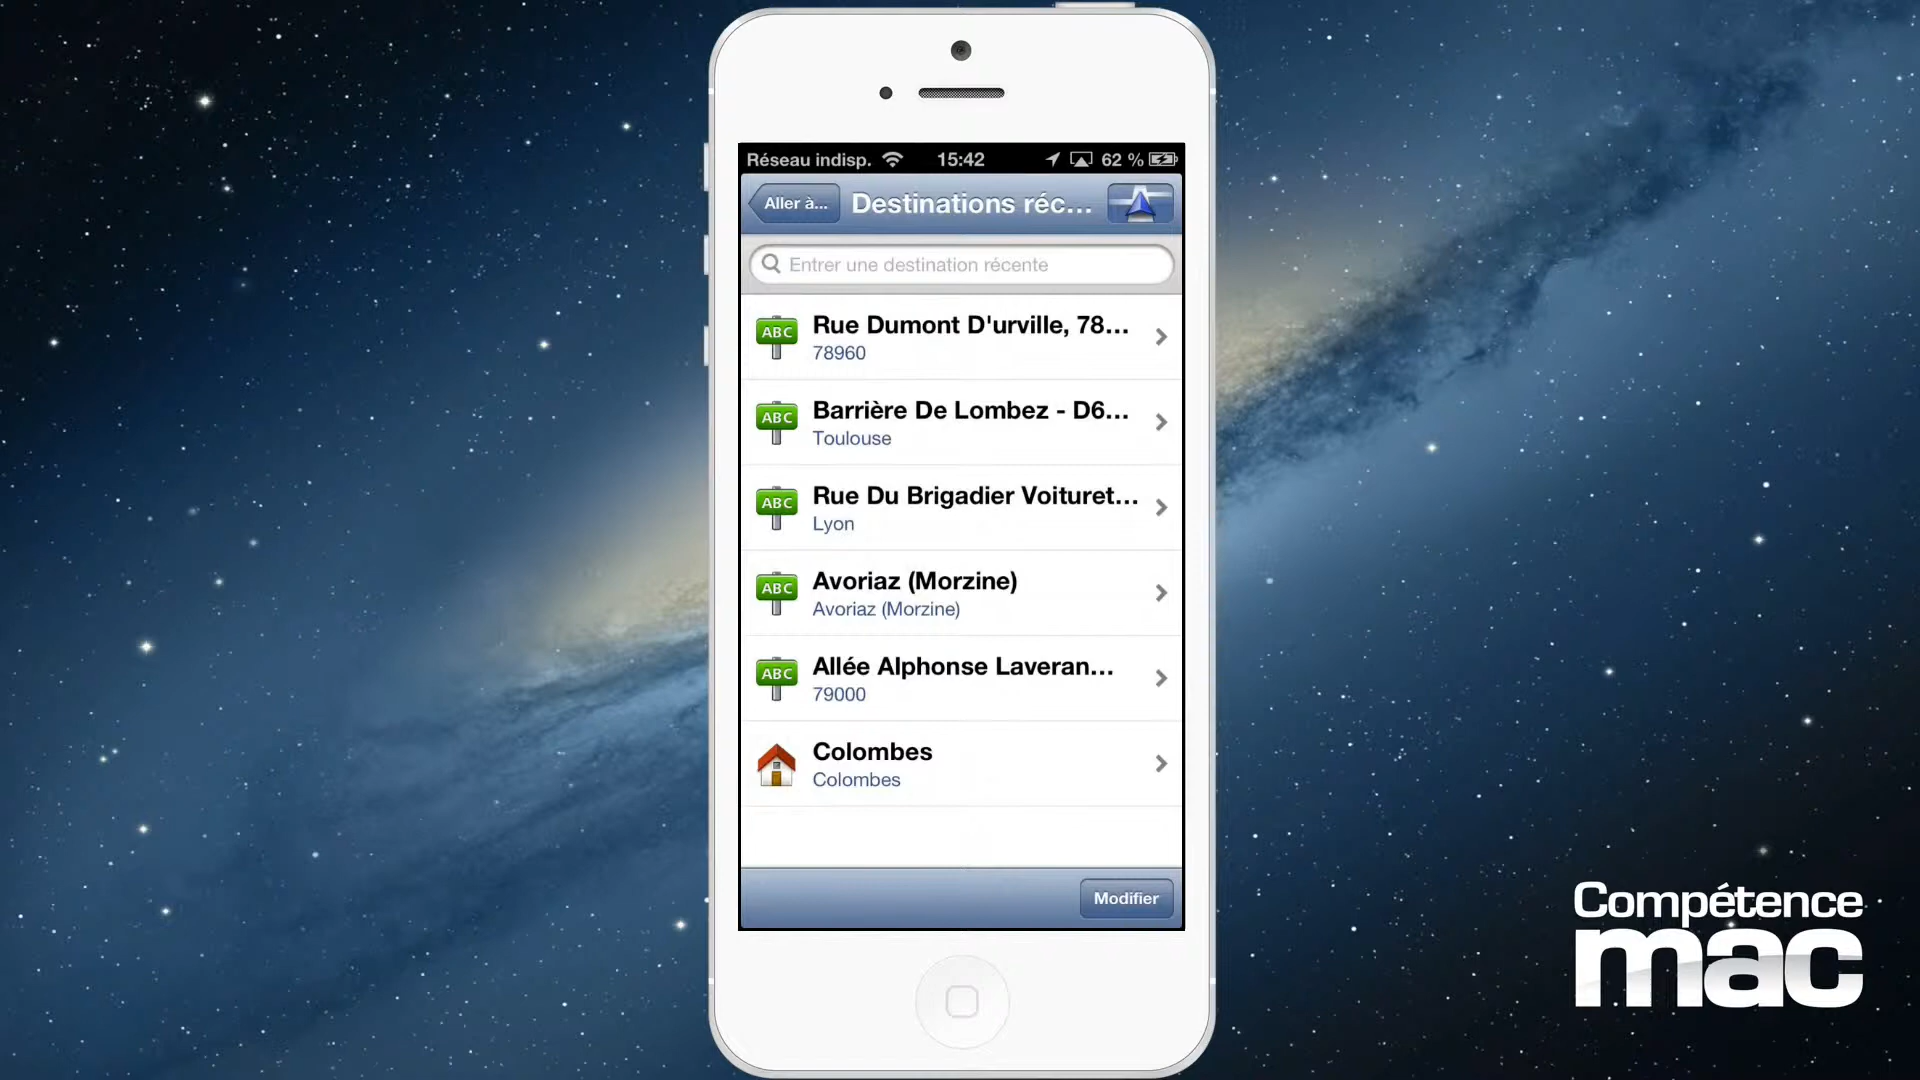 Réseau indisp. 15:42 62 %
Aller à... Destinations réc...
Entrer une destination récente
ABC Rue Dumont D'urville, 78...
78960
ABC Barrière De Lombez - D6...
Toulouse
ABC Rue Du Brigadier Voituret...
Lyon
ABC Avoriaz (Morzine)
Avoriaz (Morzine)
ABC Allée Alphonse Laveran...
79000
Colombes
Colombes
Modifier
Compétence
mac